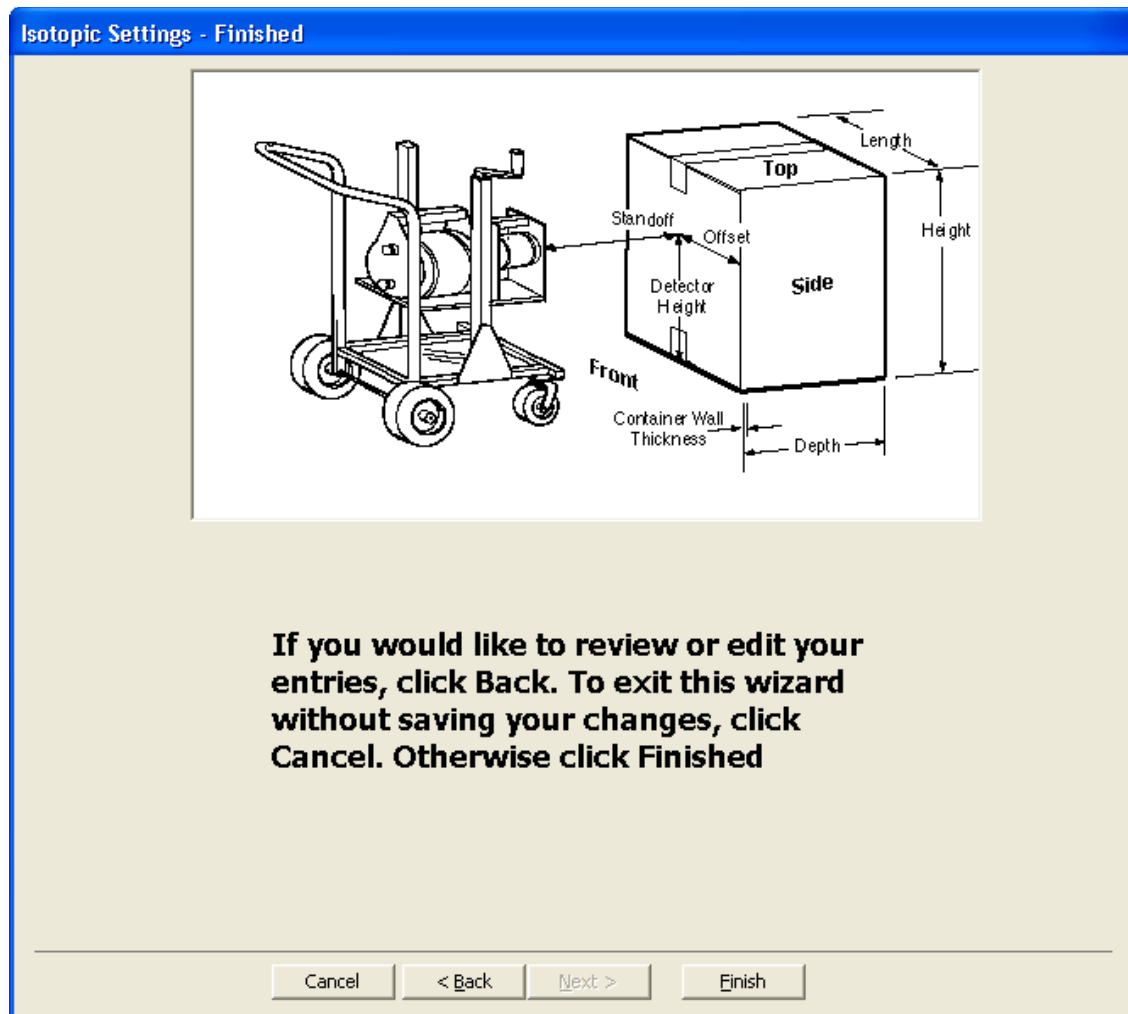 Isotopic Settings - Finished
Length
Top
Standoff
Offset
Height
Detector
Height
Side
Front
Container Wall
Thickness
Depth
If you would like to review or edit your
entries, click Back. To exit this wizard
without saving your changes, click
Cancel. Otherwise click Finished
Cancel
< Back
Next >
Finish